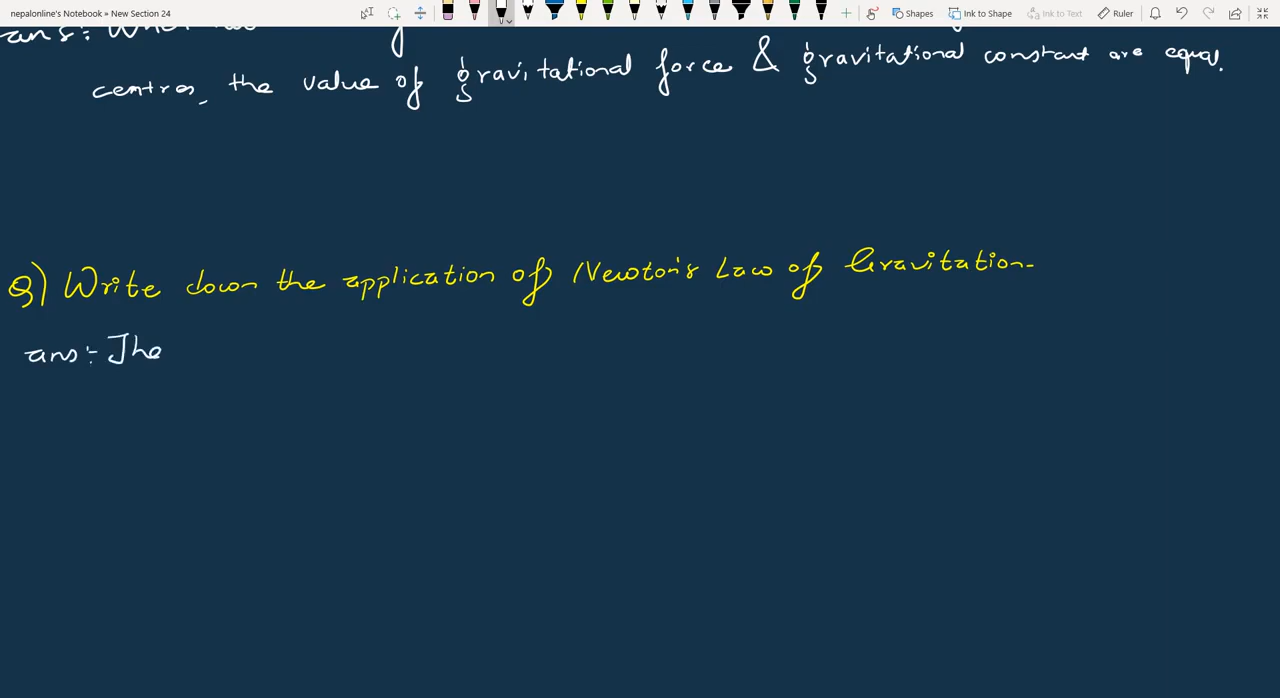 nepalonline's Notebook » New Section 24
Shapes Ink to Shape Ink to Text Ruler
ans:
centres, the value of gravitational force & gravitational constant are equal.
Q) Write down the application of Newton's Law of Gravitation.
ans:- The